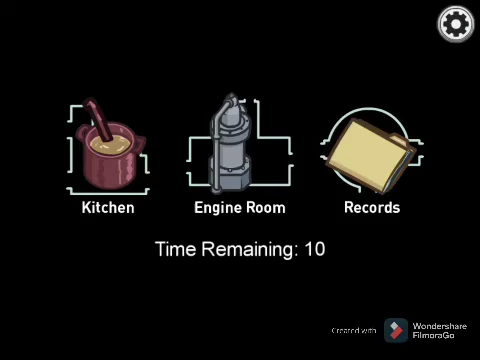 Kitchen
Engine Room
Records
Time Remaining: 10
Created with
Wondershare
FilmoraGo